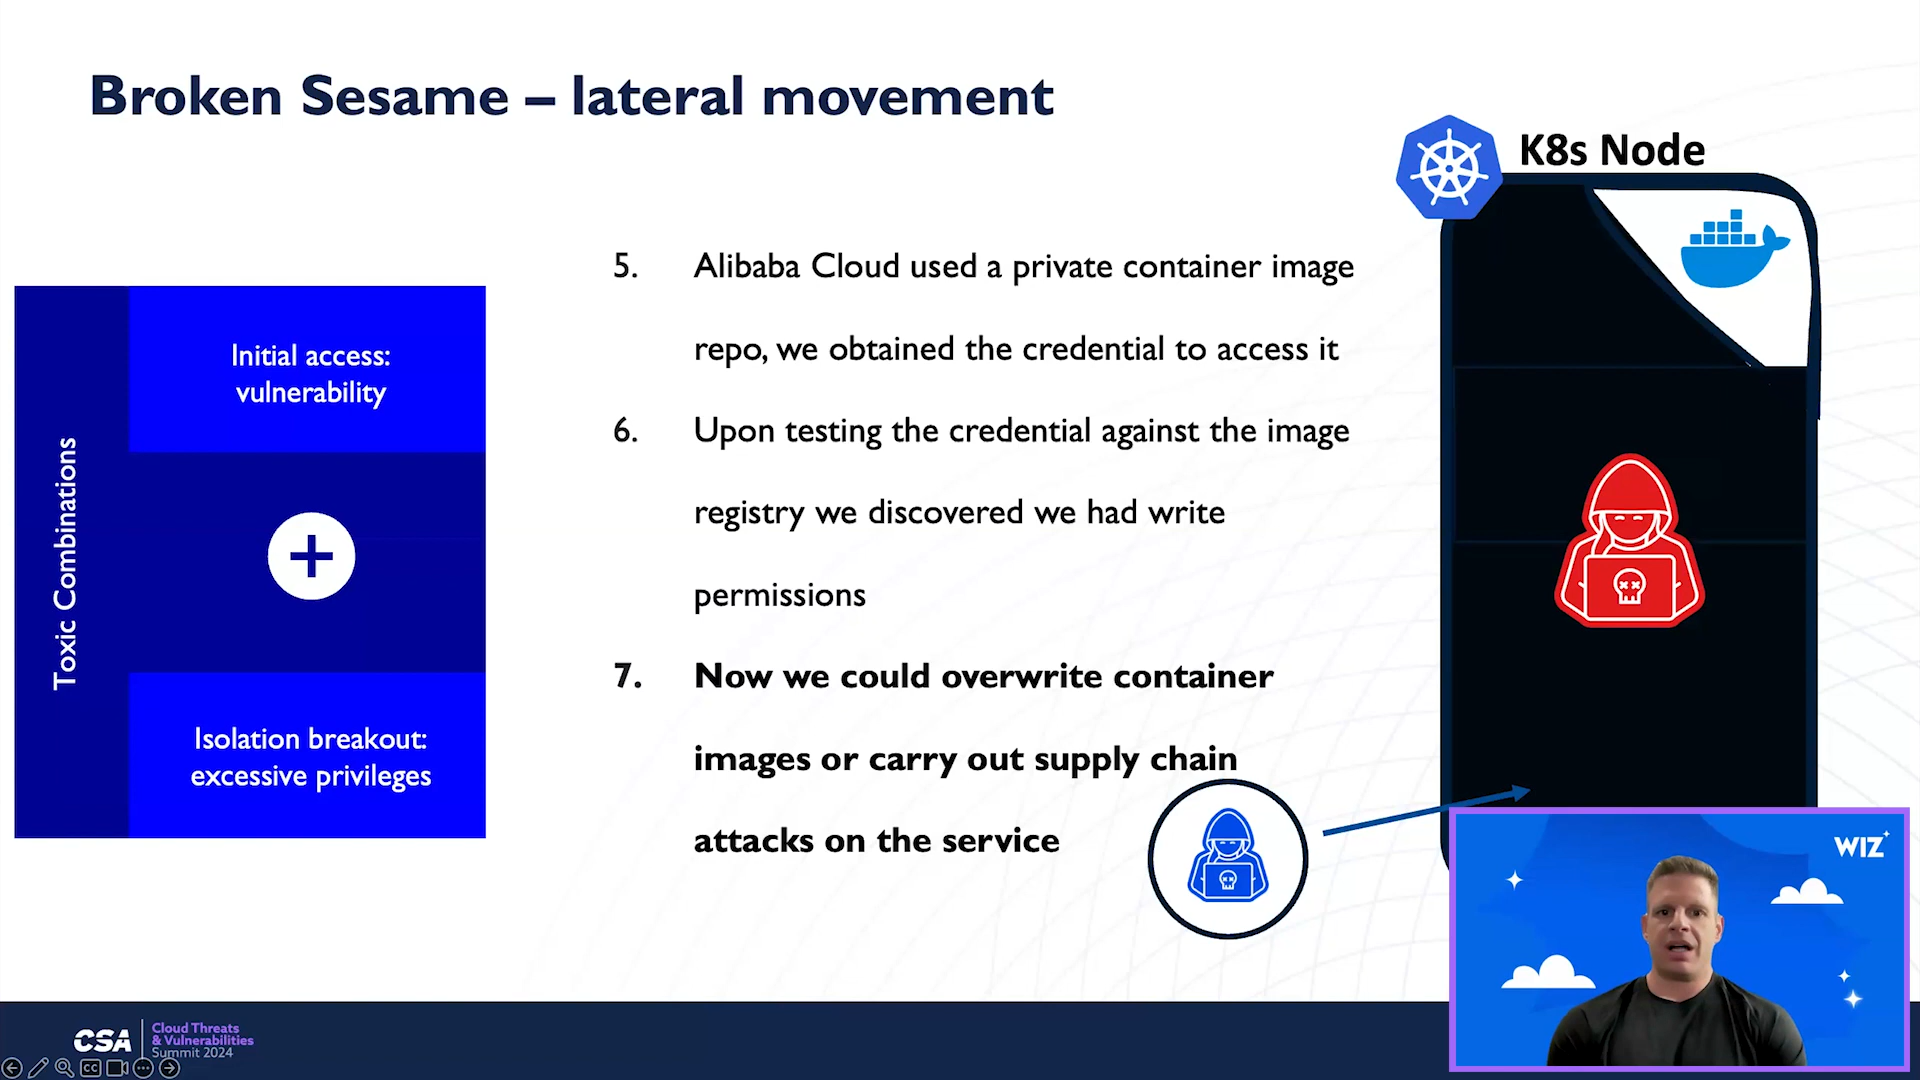 Broken Sesame – lateral movement
K8s Node
Toxic Combinations
Initial access:
vulnerability
Isolation breakout:
excessive privileges
5. Alibaba Cloud used a private container image
repo, we obtained the credential to access it
6. Upon testing the credential against the image
registry we discovered we had write
permissions
7. Now we could overwrite container
images or carry out supply chain
attacks on the service
WIZ
CSA
Cloud Threats
& Vulnerabilities
Summit 2024
CC